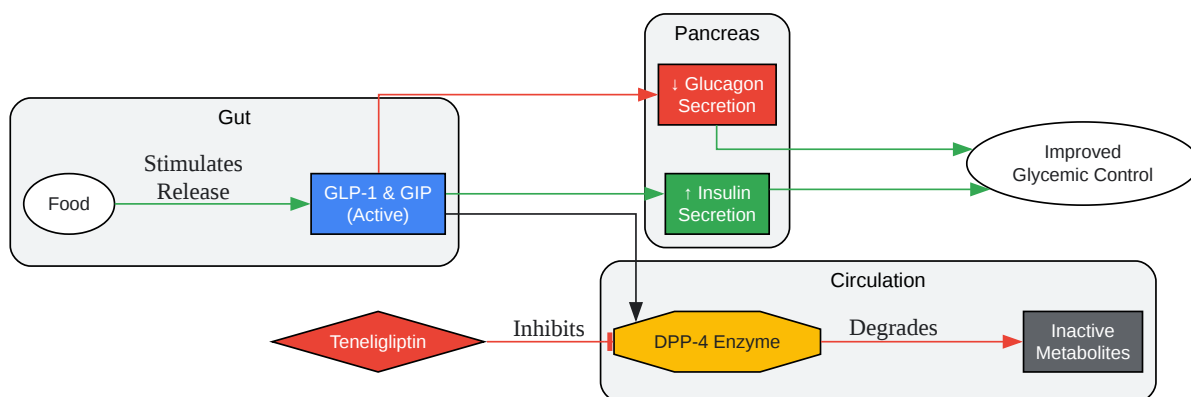 Pancreas
↓ Glucagon
Secretion
Gut
Stimulates
Release
Food
GLP-1 & GIP
(Active)
↑ Insulin
Secretion
Improved
Glycemic Control
Circulation
Teneligliptin
Inhibits
DPP-4 Enzyme
Degrades
Inactive
Metabolites